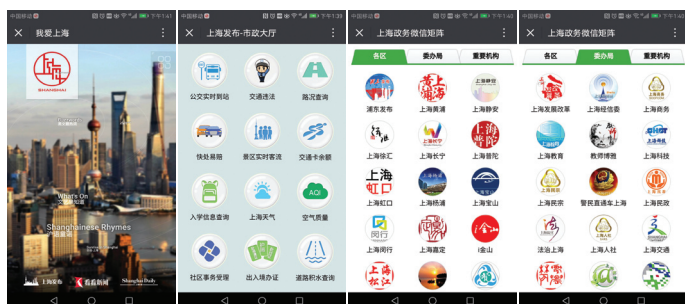 中国移动
下午1:41
× 我爱上海
SHANGHAI
What's On
Shanghainese Rhymes
上海发布
看看新闻
Shanghai Daily
中国移动
下午1:39
× 上海发布-市政大厅
公交实时到站 交通违法 路况查询
快处易赔 景区实时客流 交通卡余额
AQI
入学信息查询 上海天气 空气质量
社区事务受理 出入境办证 道路积水查询
中国移动
下午1:40
× 上海政务微信矩阵
各区 委办局 重要机构
浦东发布 上海黄浦 上海静安
上海徐汇 上海长宁 上海普陀
上海虹口 上海杨浦 上海宝山
上海闵行 上海嘉定 i金山
上海松江
中国移动
下午1:40
× 上海政务微信矩阵
各区 委办局 重要机构
上海发展改革 上海经信委 上海商务
上海教育 教师博雅 上海科技
上海民宗 警民直通车上海 上海民政
法治上海 上海人社 上海交通